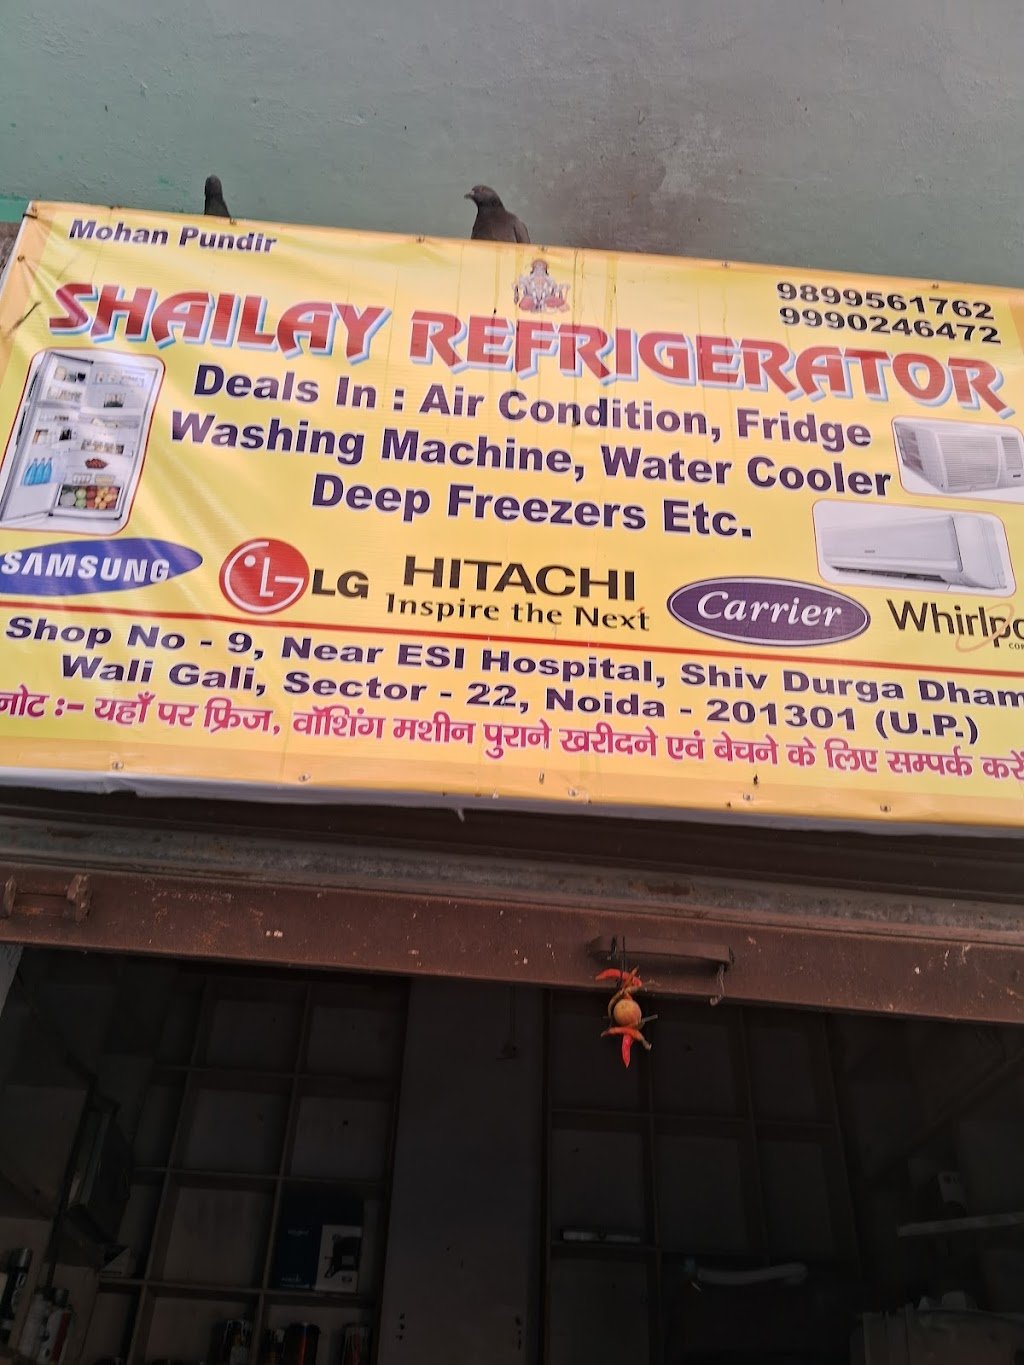 Mohan Pundir
9899561762
9990246472
SHAILAY REFRIGERATOR
Deals In : Air Condition, Fridge
Washing Machine, Water Cooler
Deep Freezers Etc.
SAMSUNG
LG
HITACHI
Inspire the Next
Carrier
Shop No - 9, Near ESI Hospital, Shiv Durga Dham
Wali Gali, Sector - 22, Noida - 201301 (U.P.)
नोट :- यहाँ पर फ्रिज, वॉशिंग मशीन पुराने खरीदने एवं बेचने के लिए सम्पर्क करें